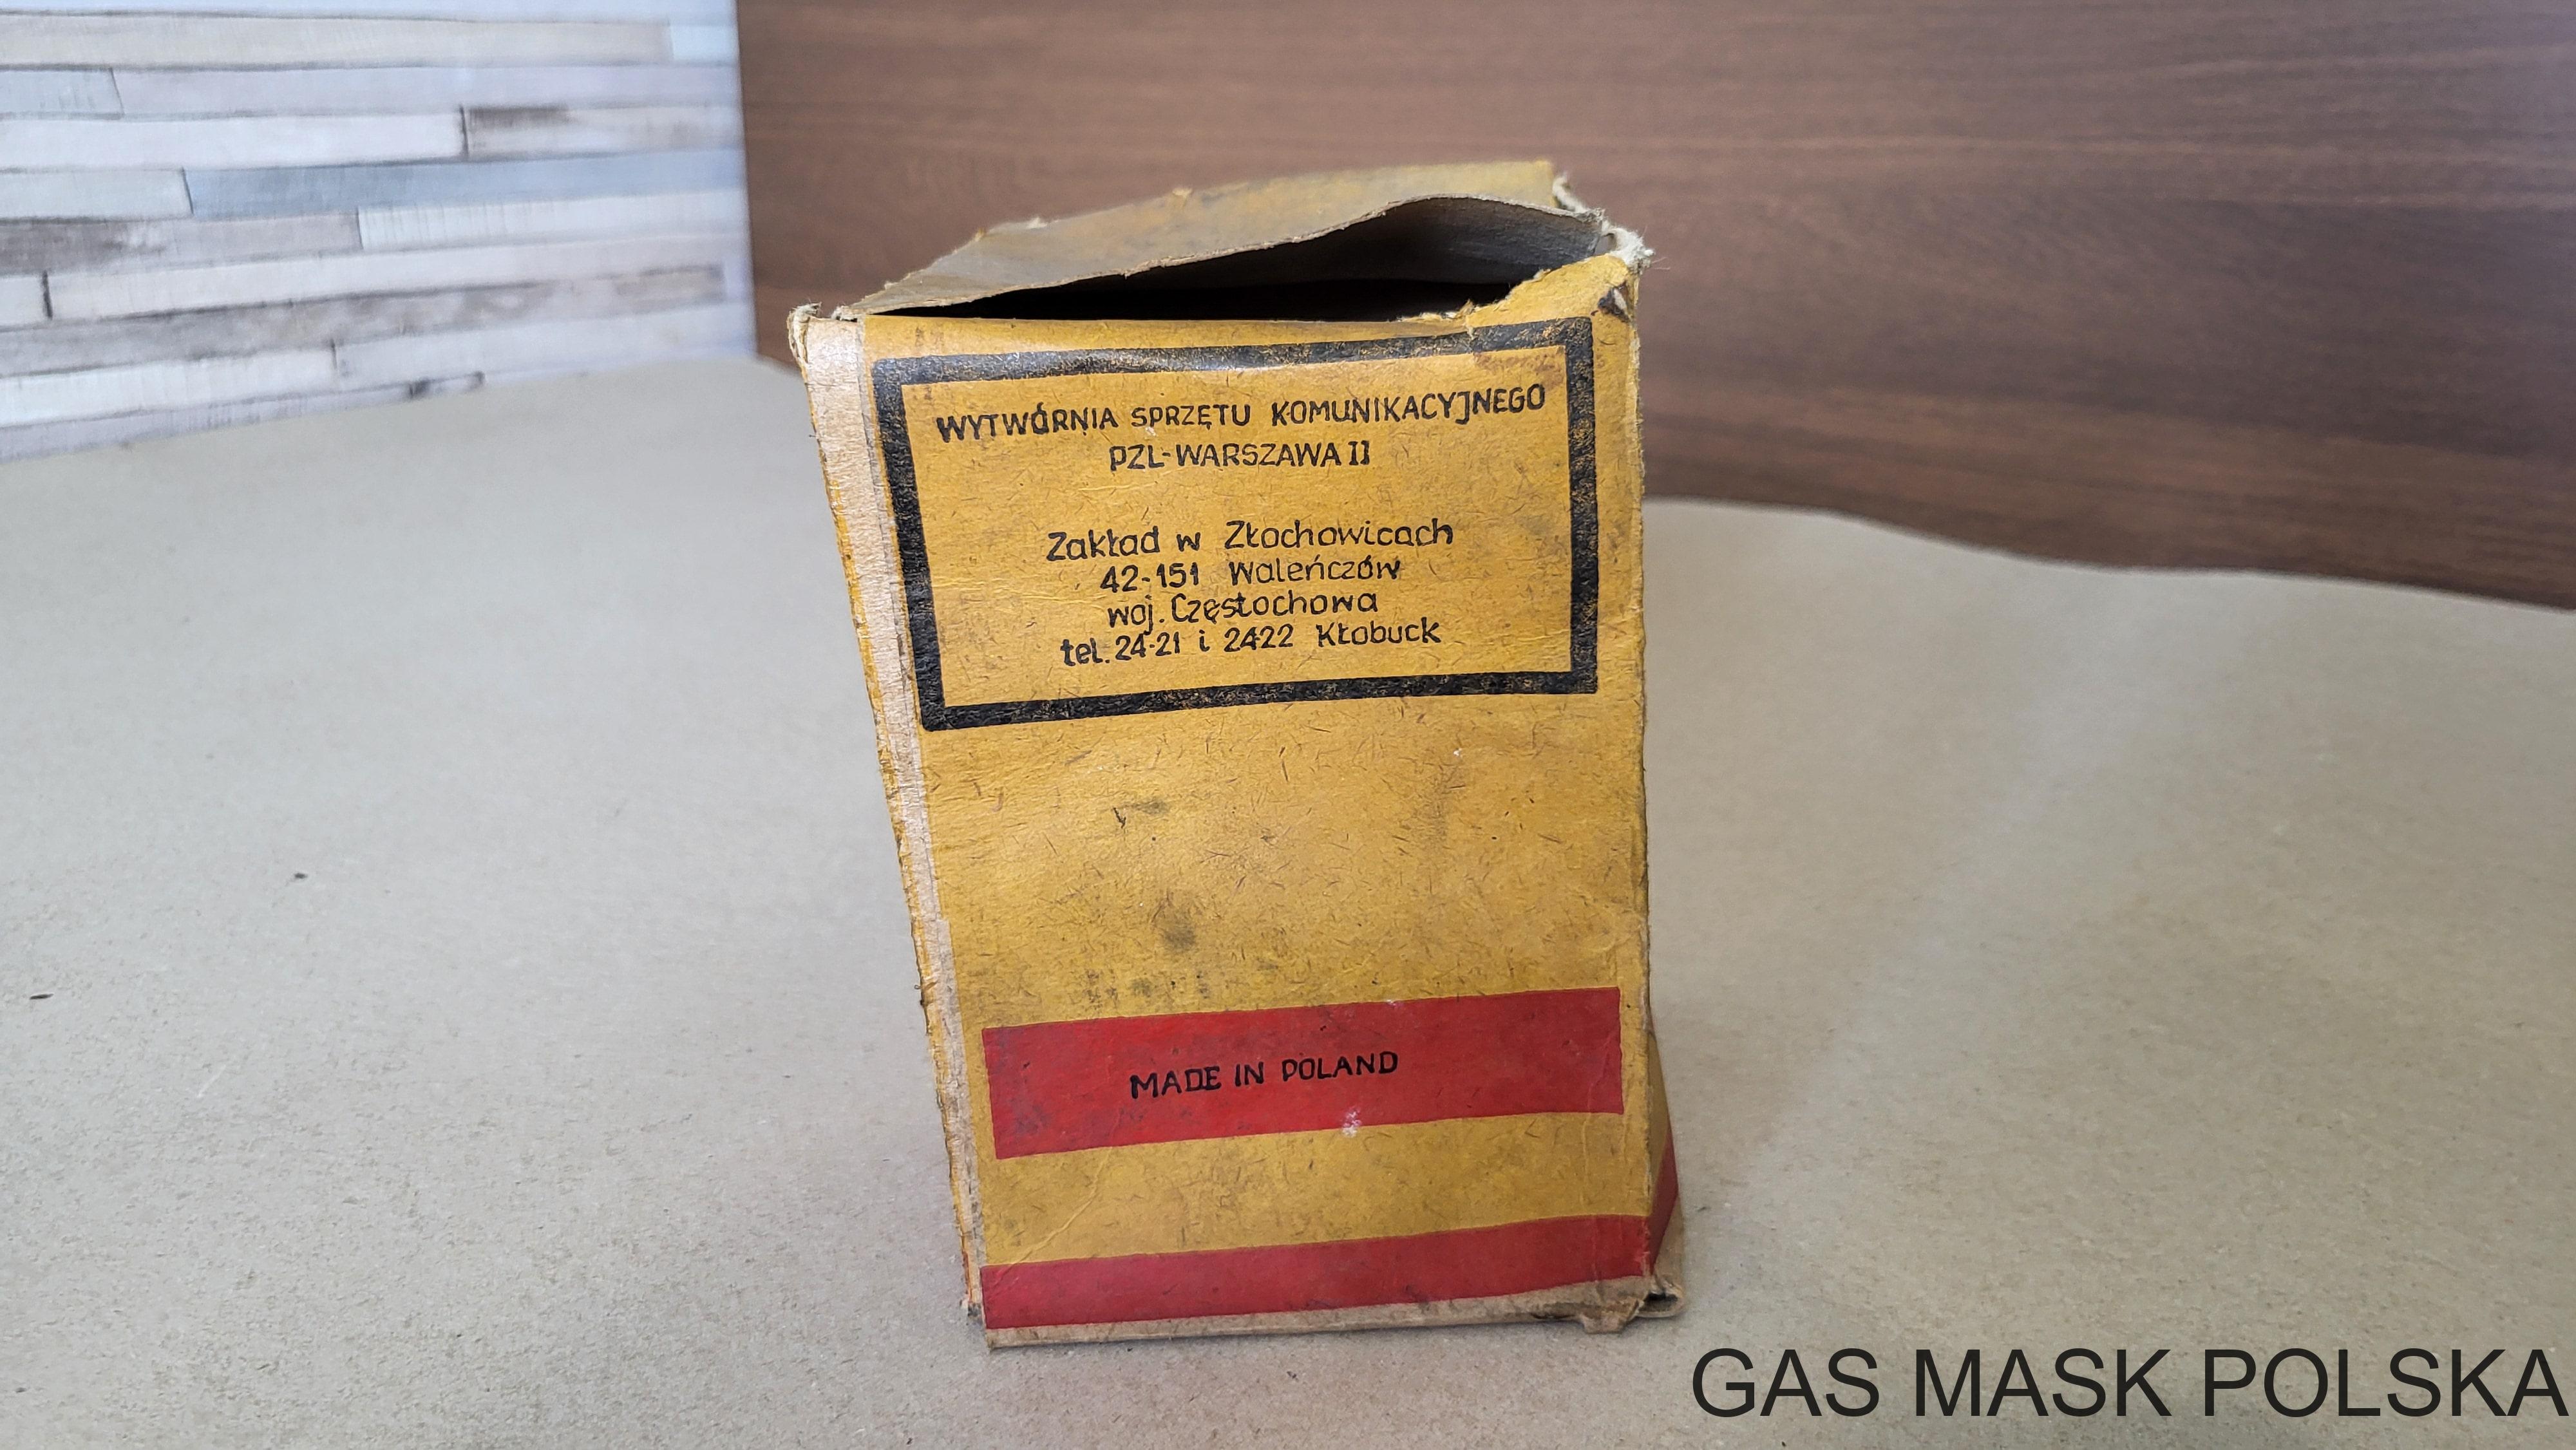 WYTWÓRNIA SPRZĘTU KOMUNIKACYJNEGO
PZL-WARSZAWA II
Zakład w Złochowicach
42-151 Waleńczów
woj. Częstochowa
tel. 24-21 i 2422 Kłobuck
MADE IN POLAND
GAS MASK POLSKA